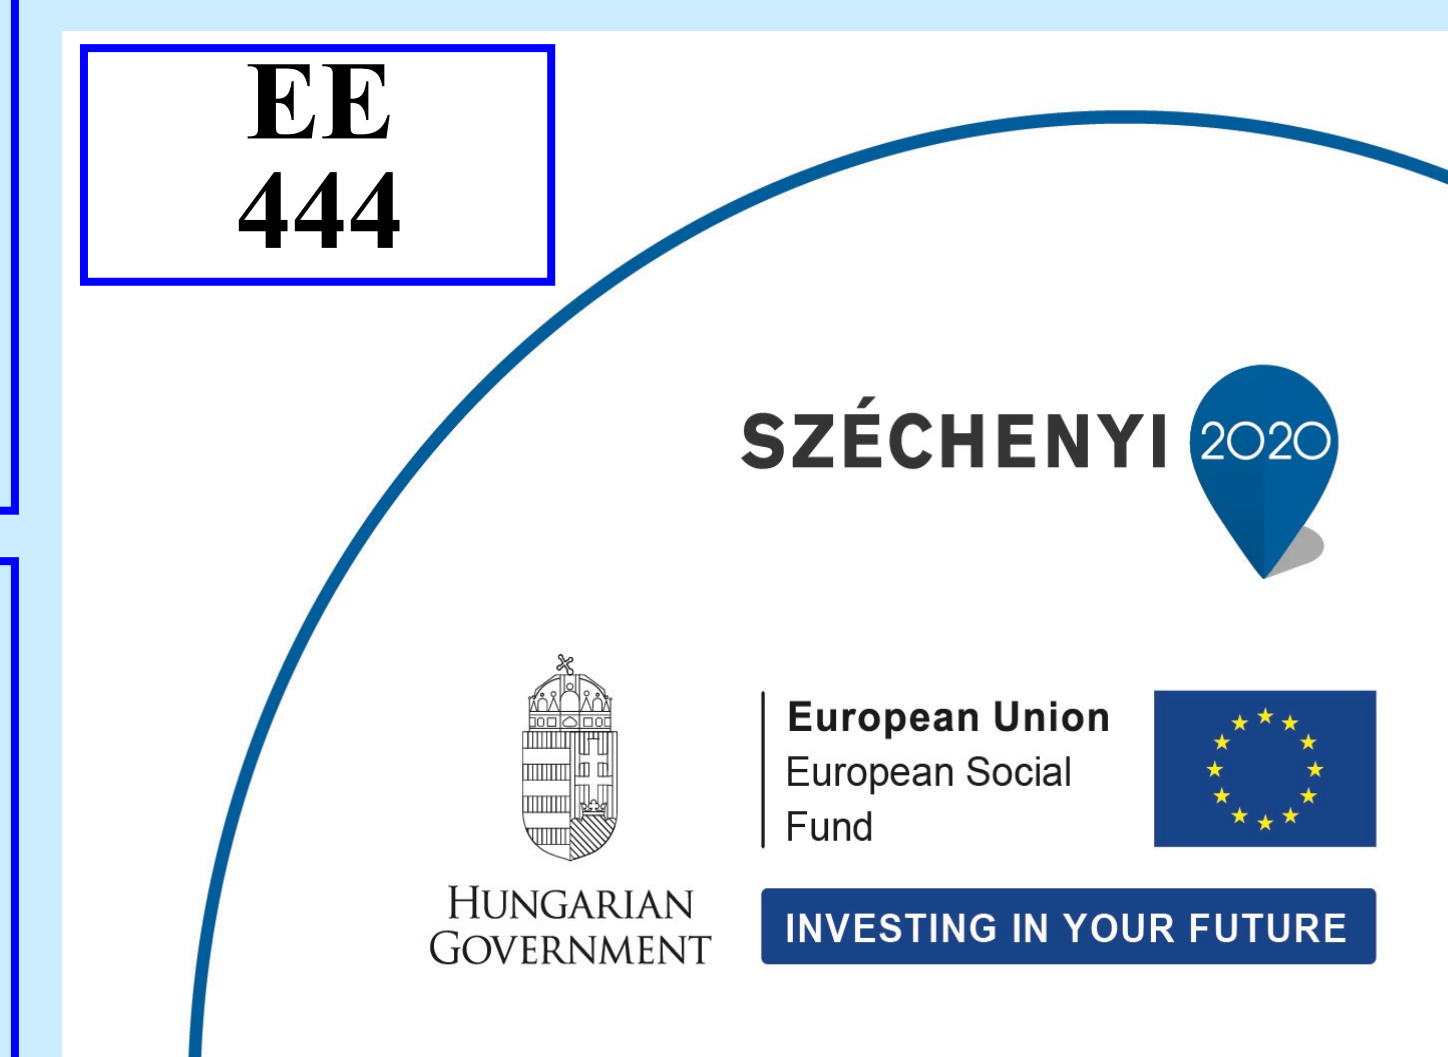 EE
444
SZÉCHENYI 2020
European Union
European Social
Fund
HUNGARIAN
GOVERNMENT
INVESTING IN YOUR FUTURE